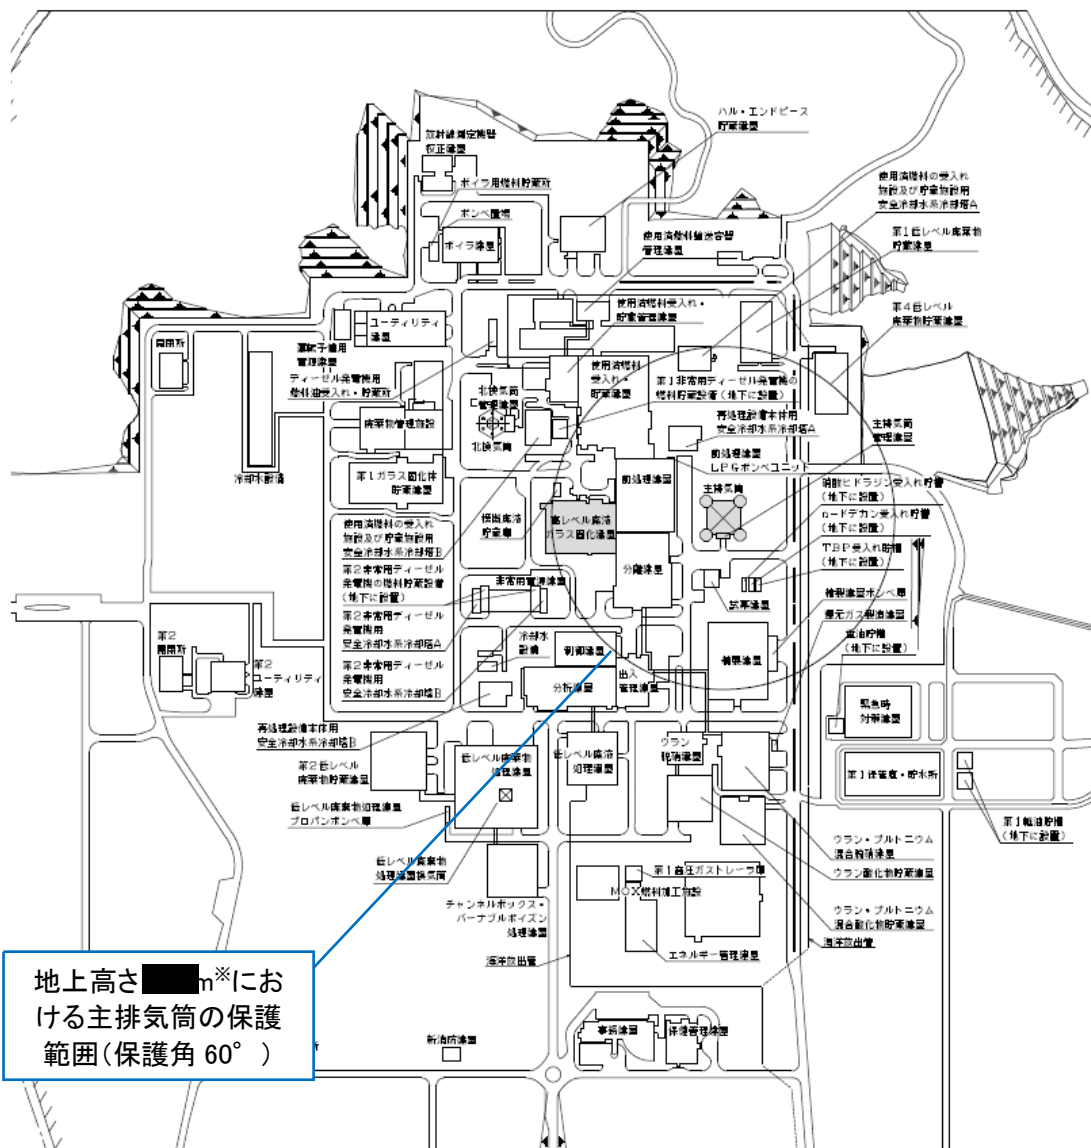 ハル・エンドピース
貯蔵建屋
放射線測定機器
校正建屋
ボイラ用燃料貯蔵所
ボンベ置場
ボイラ建屋
使用済燃料の受入れ
施設及び貯蔵施設用
安全冷却水系冷却塔A
使用済燃料輸送容器
管理建屋
第1低レベル廃棄物
貯蔵建屋
使用済燃料受入れ・
貯蔵管理建屋
第4低レベル
廃棄物貯蔵建屋
ユーティリティ
建屋
開閉所
運転予備用
管理建屋
ディーゼル発電機用
燃料油受入れ・貯蔵所
使用済燃料
受入れ・
貯蔵建屋
第1非常用ディーゼル発電機の
燃料貯蔵設備(地下に設置)
北換気筒
管理建屋
北換気筒
廃棄物管理施設
再処理設備本体用
安全冷却水系冷却塔A
主排気筒
管理建屋
前処理建屋
LPGボンベユニット
冷却水設備
第1ガラス固化体
貯蔵建屋
前処理建屋
主排気筒
硝酸ヒドラジン受入れ貯槽
(地下に設置)
n-ドデカン受入れ貯槽
(地下に設置)
TBP受入れ貯槽
(地下に設置)
使用済燃料の受入れ
施設及び貯蔵施設用
安全冷却水系冷却塔B
模擬廃液
貯蔵庫
高レベル廃液
ガラス固化建屋
分離建屋
第2非常用ディーゼル
発電機の燃料貯蔵設備
(地下に設置)
非常用電源建屋
試薬建屋
精製建屋ボンベ庫
還元ガス製造建屋
重油貯槽
(地下に設置)
第2非常用ディーゼル
発電機用
安全冷却水系冷却塔A
冷却水
設備
制御建屋
精製建屋
第2
開閉所
第2
ユーティリティ
建屋
第2非常用ディーゼル
発電機用
安全冷却水系冷却塔B
分析建屋
出入
管理建屋
緊急時
対策建屋
再処理設備本体用
安全冷却水系冷却塔B
第2低レベル
廃棄物貯蔵建屋
低レベル廃棄物
処理建屋
低レベル廃液
処理建屋
ウラン
脱硝建屋
第1保管庫・貯水所
低レベル廃棄物処理建屋
プロパンボンベ庫
第1軽油貯槽
(地下に設置)
ウラン・プルトニウム
混合脱硝建屋
ウラン酸化物貯蔵建屋
低レベル廃棄物
処理建屋換気筒
第1高圧ガストレーラ庫
MOX燃料加工施設
チャンネルボックス・
バーナブルポイズン
処理建屋
ウラン・プルトニウム
混合酸化物貯蔵建屋
海洋放出管
海洋放出管
エネルギー管理建屋
地上高さ m※にお
ける主排気筒の保護
範囲(保護角 60°)
所
新消防建屋
事務建屋
保健管理建屋